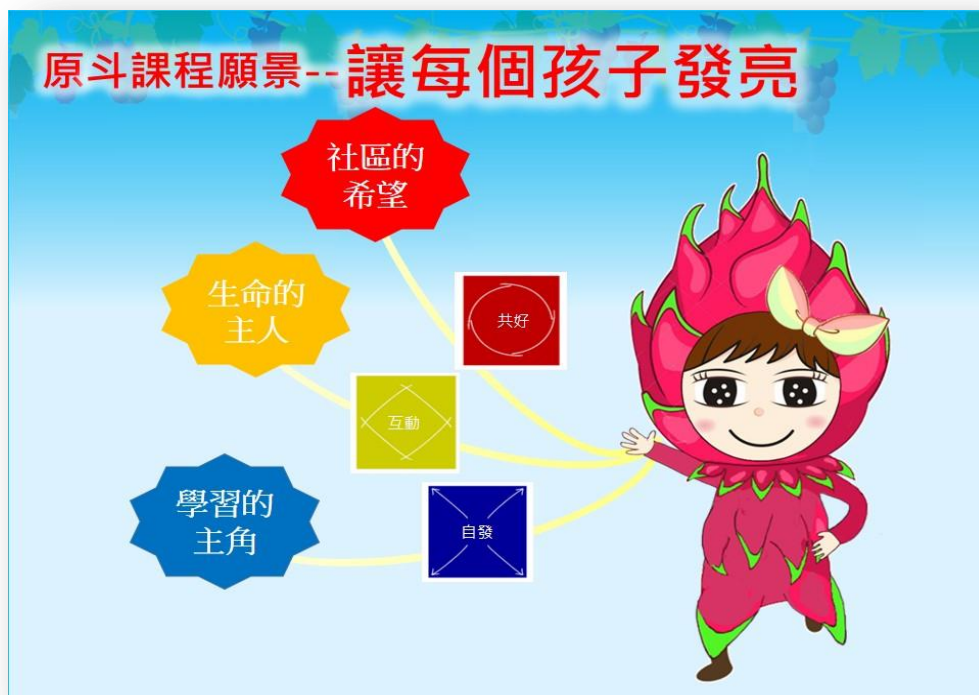 原斗課程願景--讓每個孩子發亮
社區的
希望
共好
生命的
主人
互動
學習的
主角
自發